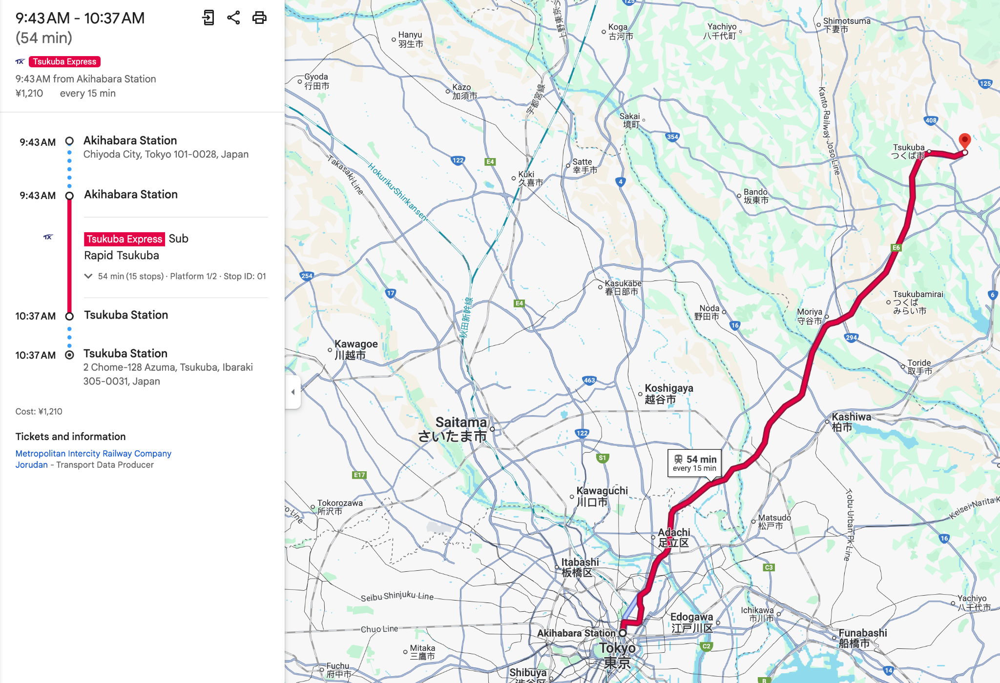 9:43 AM – 10:37 AM
(54 min)
TX Tsukuba Express
9:43 AM from Akihabara Station
¥1,210 every 15 min
9:43 AM Akihabara Station
Chiyoda City, Tokyo 101-0028, Japan
9:43 AM Akihabara Station
TX Tsukuba Express Sub
Rapid Tsukuba
54 min (15 stops) · Platform 1/2 · Stop ID: 01
10:37 AM Tsukuba Station
10:37 AM Tsukuba Station
2 Chome-128 Azuma, Tsukuba, Ibaraki
305-0031, Japan
Cost: ¥1,210
Tickets and information
Metropolitan Intercity Railway Company
Jorudan - Transport Data Producer
125
Hanyu
羽生市
Koga
古河市
Yachiyo
八千代町
Shimotsuma
下妻市
Gyoda
行田市
Kazo
加須市
宇都宮線
Kanto Railway Joso Line
125
Sakai
境町
354
408
Tsukuba
つくば市
Takasaki Line
Hokuriku Shinkansen
122
E4
Satte
幸手市
Kuki
久喜市
4
Bando
坂東市
E6
254
17
Kasukabe
春日部市
E4
秋田新幹線
Noda
野田市
16
Moriya
守谷市
Tsukubamirai
つくば
みらい市
6
294
Kawagoe
川越市
Toride
取手市
463
Koshigaya
越谷市
Saitama
さいたま市
122
Kashiwa
柏市
S1
54 min
every 15 min
E17
Kawaguchi
川口市
Tokorozawa
所沢市
Matsudo
松戸市
Tobu Urban Pk Line
Keisei Narita K
16
Adachi
足立区
Itabashi
板橋区
C3
Seibu Shinjuku Line
Ichikawa
市川市
Yachiyo
八千代市
Edogawa
江戸川区
Chuo Line
Akihabara Station
Funabashi
船橋市
Tokyo
東京
C2
Mitaka
三鷹市
Fuchu
府中市
Shibuya
渋谷区
14
B